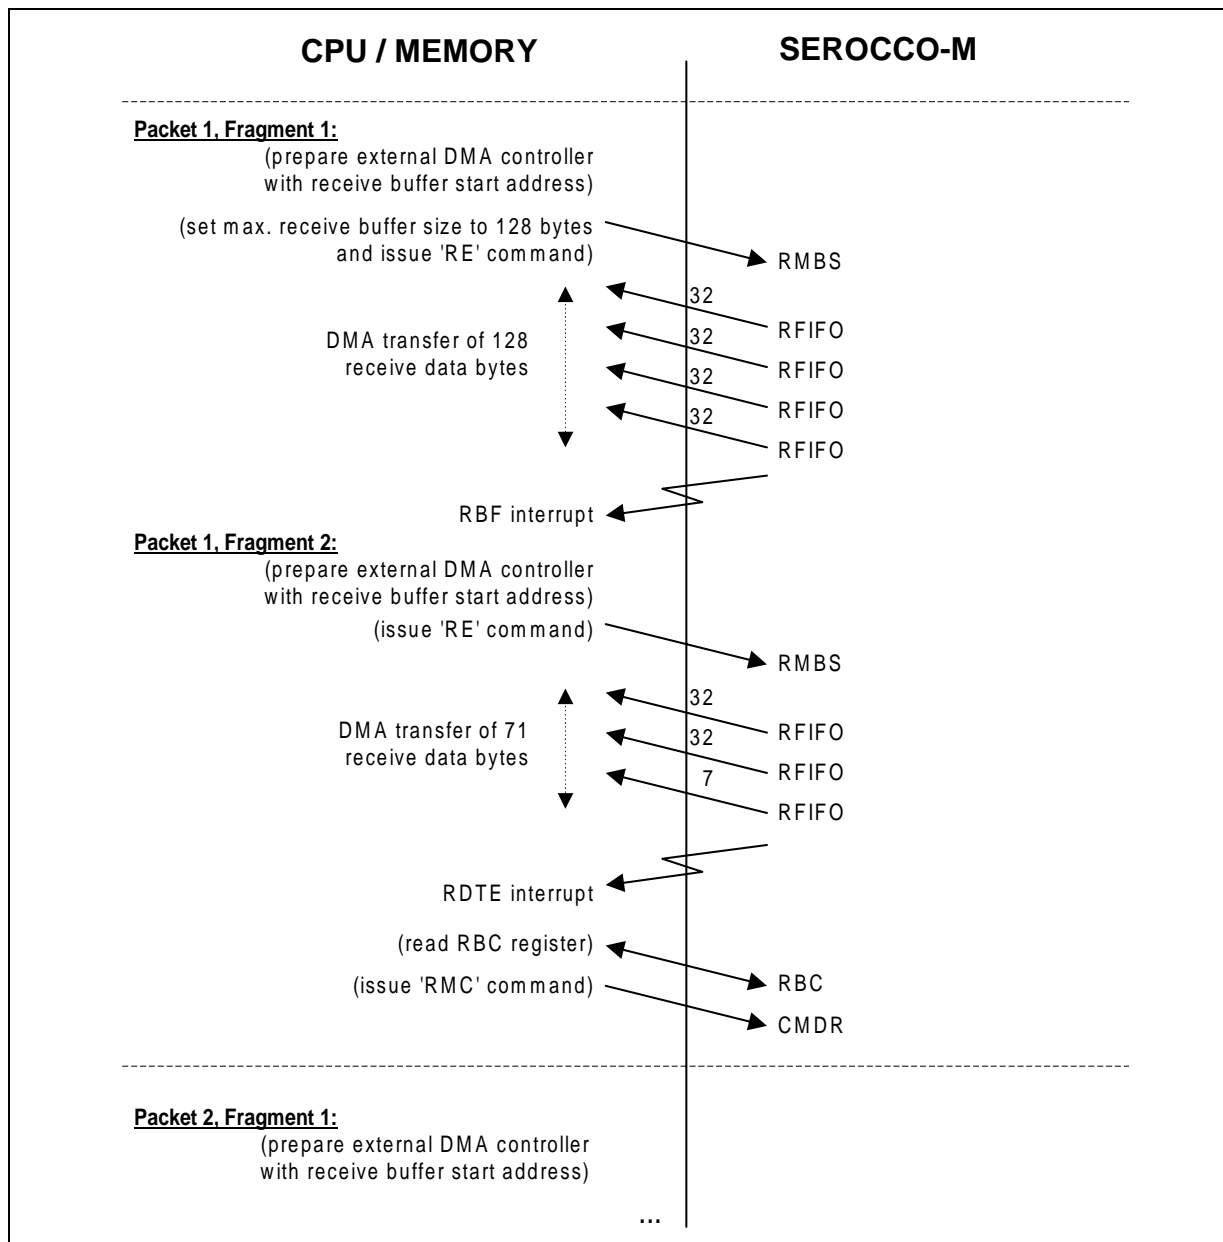 CPU / MEMORY
SEROCCO-M
Packet 1, Fragment 1:
(prepare external DMA controller
with receive buffer start address)
(set max. receive buffer size to 128 bytes
and issue 'RE' command)
RMBS
32
RFIFO
32
DMA transfer of 128
receive data bytes
RFIFO
32
RFIFO
32
RFIFO
RBF interrupt
Packet 1, Fragment 2:
(prepare external DMA controller
with receive buffer start address)
(issue 'RE' command)
RMBS
32
DMA transfer of 71
receive data bytes
RFIFO
32
RFIFO
7
RFIFO
RDTE interrupt
(read RBC register)
RBC
(issue 'RMC' command)
CMDR
Packet 2, Fragment 1:
(prepare external DMA controller
with receive buffer start address)
...